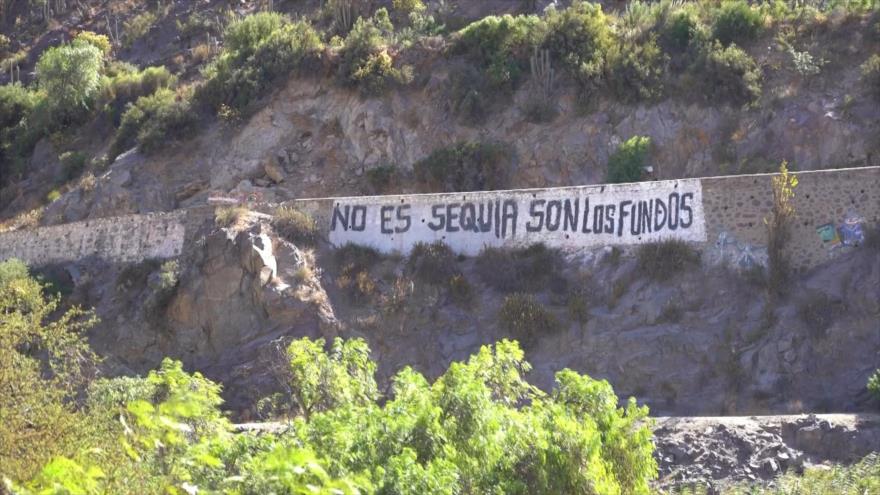 NO ES SEQUIA SON LOS FUNDOS